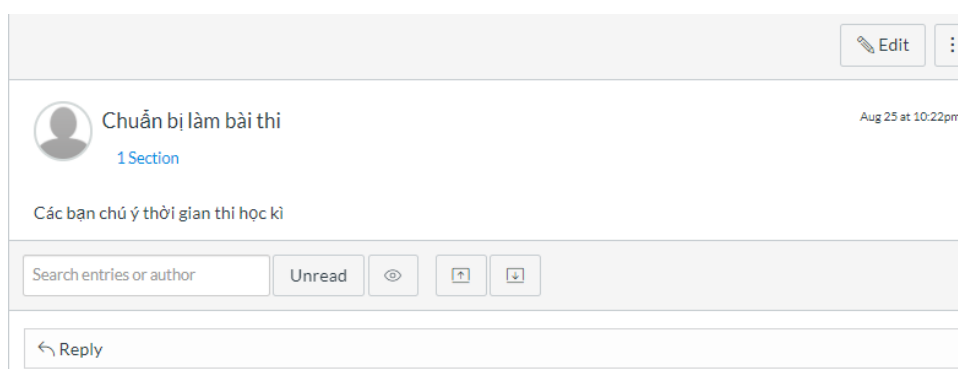 Edit
Chuẩn bị làm bài thi
Aug 25 at 10:22pm
1 Section
Các bạn chú ý thời gian thi học kì
Search entries or author
Unread
Reply